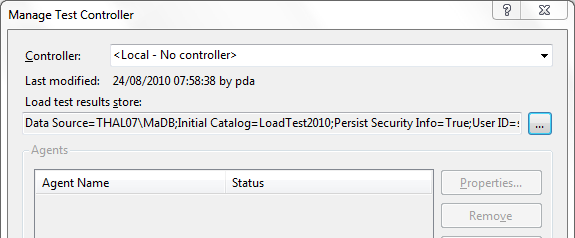 Manage Test Controller
Controller: <Local - No controller>
Last modified: 24/08/2010 07:58:38 by pda
Load test results store:
Data Source=THAL07\MaDB;Initial Catalog=LoadTest2010;Persist Security Info=True;User ID= ...
Agents
Agent Name Status Properties...
Remove